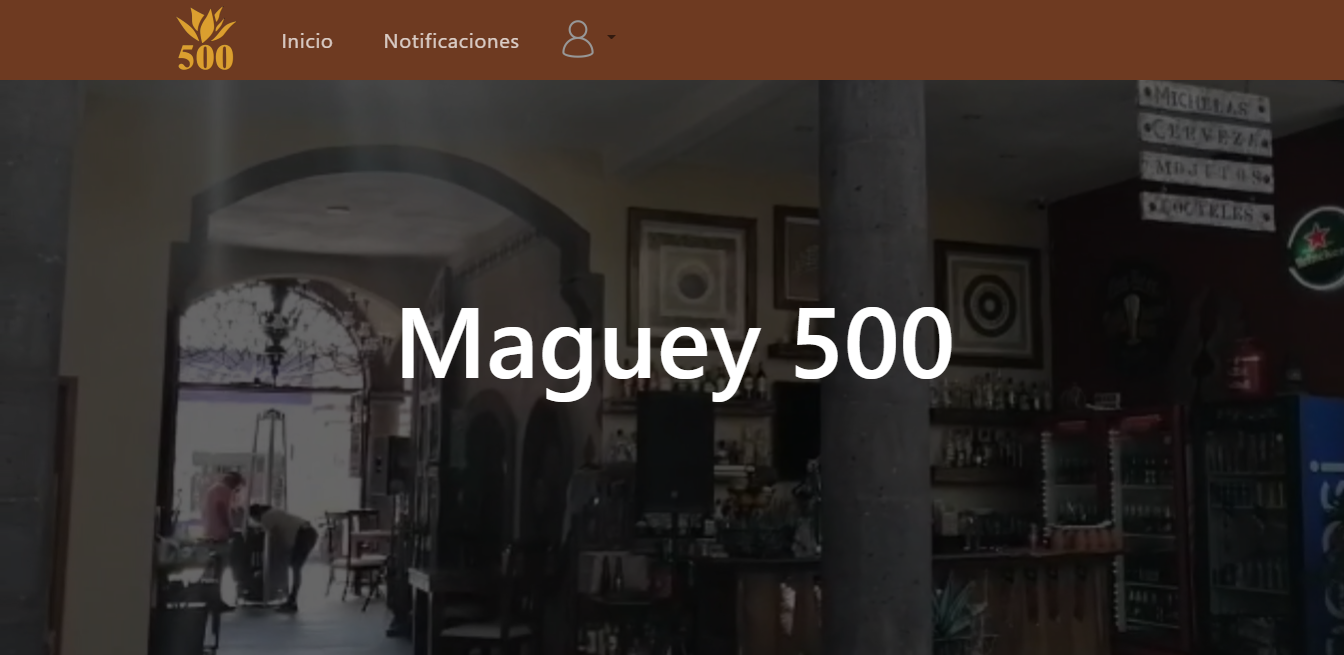 500
Inicio
Notificaciones
MICHELAS
CERVEZA
MOJITOS
COCTELES
Maguey 500